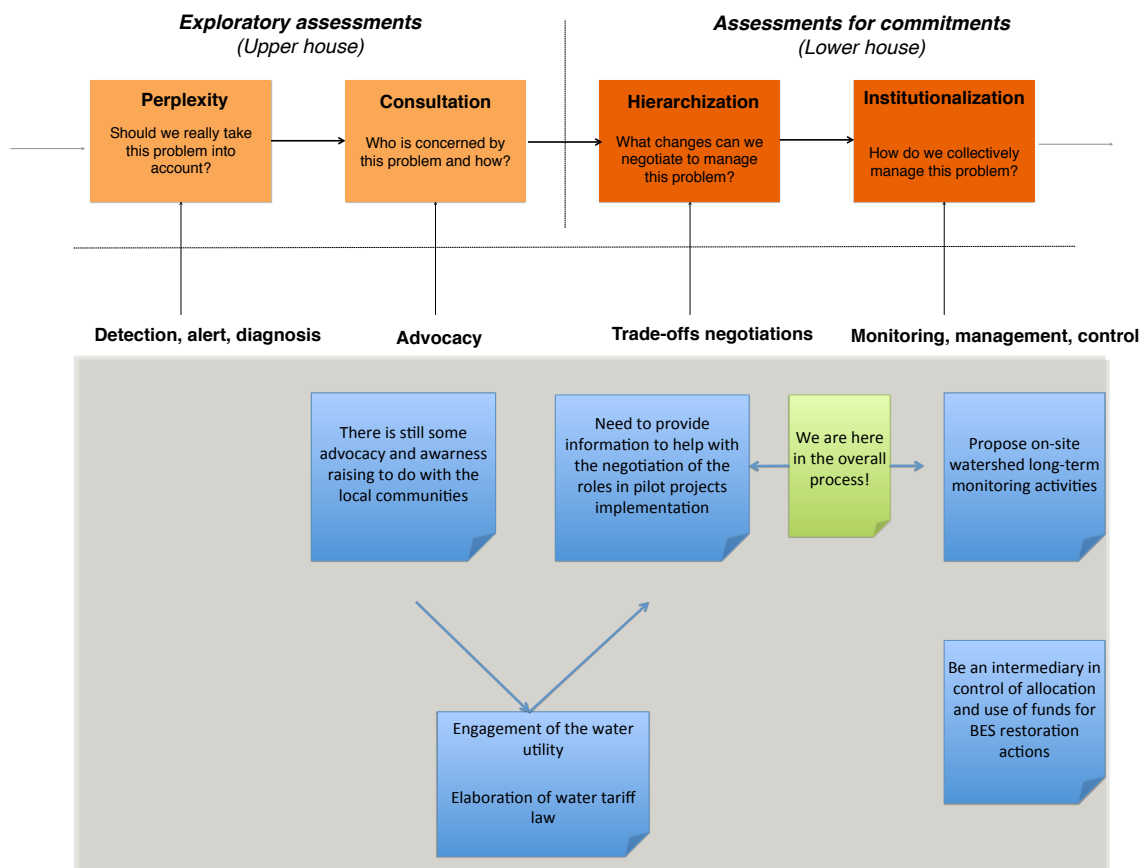 Exploratory assessments
(Upper house)
Assessments for commitments
(Lower house)
Perplexity
Should we really take
this problem into
account?
Consultation
Who is concerned by
this problem and how?
Hierarchization
What changes can we
negotiate to manage
this problem?
Institutionalization
How do we collectively
manage this problem?
Detection, alert, diagnosis
Advocacy
Trade-offs negotiations
Monitoring, management, control
There is still some
advocacy and awarness
raising to do with the
local communities
Need to provide
information to help with
the negotiation of the
roles in pilot projects
implementation
We are here
in the overall
process!
Propose on-site
watershed long-term
monitoring activities
Engagement of the water
utility
Elaboration of water tariff
law
Be an intermediary in
control of allocation
and use of funds for
BES restoration
actions